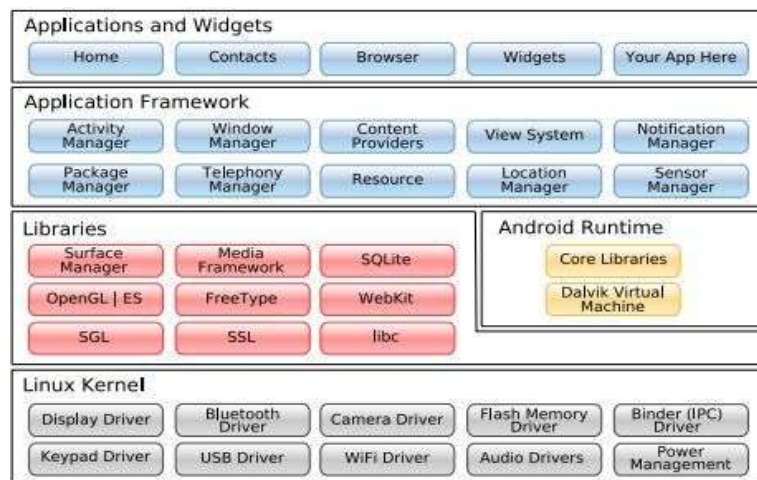 Applications and Widgets
Home
Contacts
Browser
Widgets
Your App Here
Application Framework
Activity
Manager
Window
Manager
Content
Providers
View System
Notification
Manager
Package
Manager
Telephony
Manager
Resource
Location
Manager
Sensor
Manager
Libraries
Surface
Manager
Media
Framework
SQLite
OpenGL | ES
FreeType
WebKit
SGL
SSL
libc
Android Runtime
Core Libraries
Dalvik Virtual
Machine
Linux Kernel
Display Driver
Bluetooth
Driver
Camera Driver
Flash Memory
Driver
Binder (IPC)
Driver
Keypad Driver
USB Driver
WiFi Driver
Audio Drivers
Power
Management